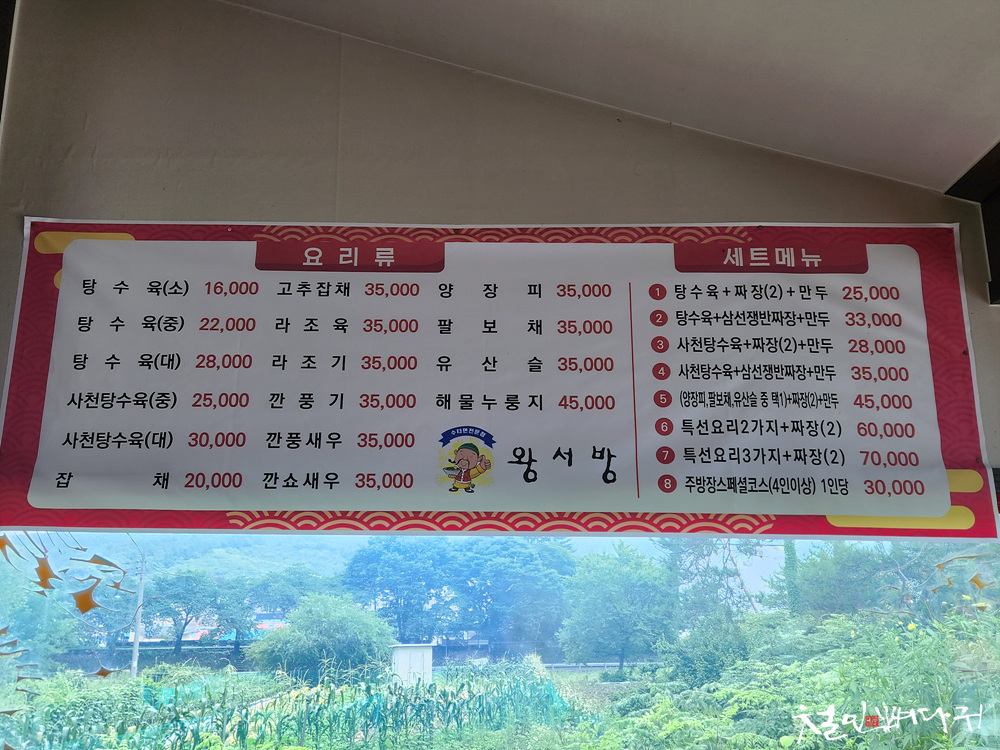 요리류
탕수육(소) 16,000 고추잡채 35,000 양장피 35,000
탕수육(중) 22,000 라조육 35,000 팔보채 35,000
탕수육(대) 28,000 라조기 35,000 유산슬 35,000
사천탕수육(중) 25,000 깐풍기 35,000 해물누룽지 45,000
사천탕수육(대) 30,000 깐풍새우 35,000
잡채 20,000 깐쇼새우 35,000
수타면전문점
왕서방
세트메뉴
1 탕수육+짜장(2)+만두 25,000
2 탕수육+삼선쟁반짜장+만두 33,000
3 사천탕수육+짜장(2)+만두 28,000
4 사천탕수육+삼선쟁반짜장+만두 35,000
5 (양장피,팔보채,유산슬 중 택1)+짜장(2)+만두 45,000
6 특선요리2가지+짜장(2) 60,000
7 특선요리3가지+짜장(2) 70,000
8 주방장스페셜코스(4인이상) 1인당 30,000